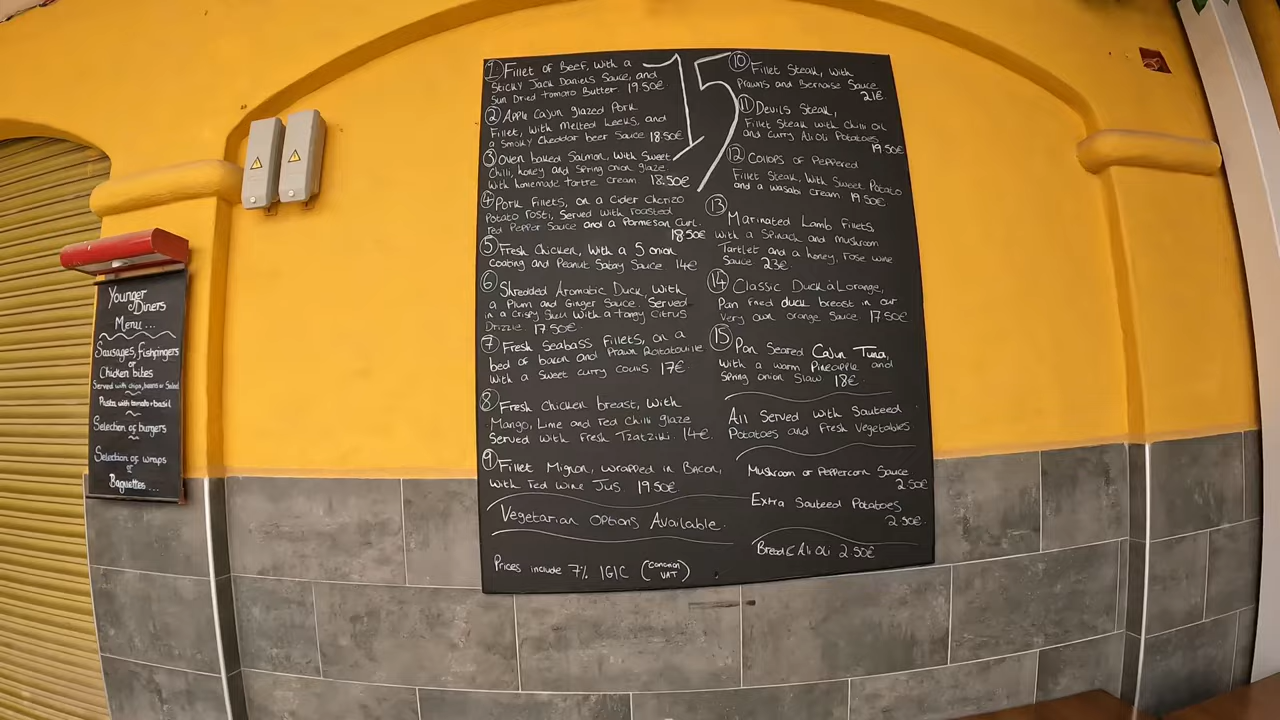 Younger
Diners
Menu...
Sausages, Fishfingers
or
Chicken bites
Served with chips, beans or Salad
Pasta with tomato + basil
Selection of burgers
Selection of wraps
or
Baguettes...
15
1 Fillet of Beef, with a
Sticky Jack Daniels Sauce, and
Sun Dried tomato Butter. 19.50€
2 Apple Cajun glazed Pork
Fillet, with Melted Leeks, and
a Smoky Cheddar beer Sauce 18.50€
3 Oven baked Salmon, with Sweet
Chilli, honey and Spring onion glaze
with homemade tartre cream 18.50€
4 Pork Fillets, on a Cider Chorizo
Potato rosti, Served with roasted
red Pepper Sauce and a Parmesan Curl
18.50€
5 Fresh Chicken, with a 5 onion
Coating and Peanut Satay Sauce 14€
6 Shredded Aromatic Duck, With
a Plum and Ginger Sauce. Served
in a crispy Shell with a tangy Citrus
Drizzle. 17.50€
7 Fresh Seabass Fillets, on a
bed of bacon and Prawn Ratatouille
with a Sweet curry coulis 17€
8 Fresh Chicken breast, with
Mango, Lime and red Chilli glaze
Served with fresh Tzatziki 14€
9 Fillet Mignon, wrapped in Bacon,
with red wine Jus. 19.50€
Vegetarian Options Available.
Prices include 7% IGIC (Canarian
VAT)
10 Fillet Steak, with
Prawns and Bernaise Sauce
21€
11 Devils Steak,
Fillet Steak with Chilli oil
and curry Ali Oli Potatoes
19.50€
12 Collops of Peppered
Fillet Steak, with Sweet Potato
and a wasabi cream 19.50€
13
Marinated Lamb Fillets,
with a Spinach and mushroom
Tartlet and a honey, rose wine
Sauce 23€
14 Classic Duck à Lorange,
Pan fried duck breast in our
very own orange Sauce 17.50€
15 Pan Seared Cajun Tuna,
with a warm Pineapple and
Spring onion Slaw 18€
All Served with Sauteed
Potatoes and Fresh Vegetables
Mushroom or Peppercorn Sauce
2.50€
Extra Sauteed Potatoes
2.50€
Bread & Ali Oli 2.50€